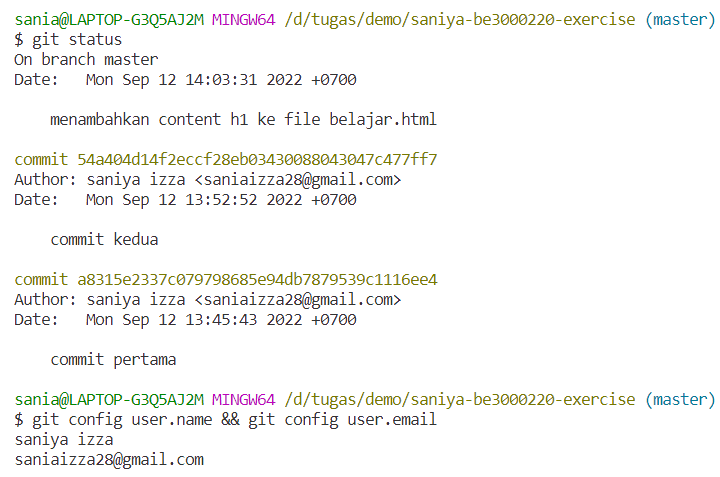 sania@LAPTOP-G3Q5AJ2M MINGW64 /d/tugas/demo/saniya-be3000220-exercise (master)
$ git status
On branch master
Date:   Mon Sep 12 14:03:31 2022 +0700
menambahkan content h1 ke file belajar.html
commit 54a404d14f2eccf28eb03430088043047c477ff7
Author: saniya izza <saniaizza28@gmail.com>
Date:   Mon Sep 12 13:52:52 2022 +0700
commit kedua
commit a8315e2337c079798685e94db7879539c1116ee4
Author: saniya izza <saniaizza28@gmail.com>
Date:   Mon Sep 12 13:45:43 2022 +0700
commit pertama
sania@LAPTOP-G3Q5AJ2M MINGW64 /d/tugas/demo/saniya-be3000220-exercise (master)
$ git config user.name && git config user.email
saniya izza
saniaizza28@gmail.com